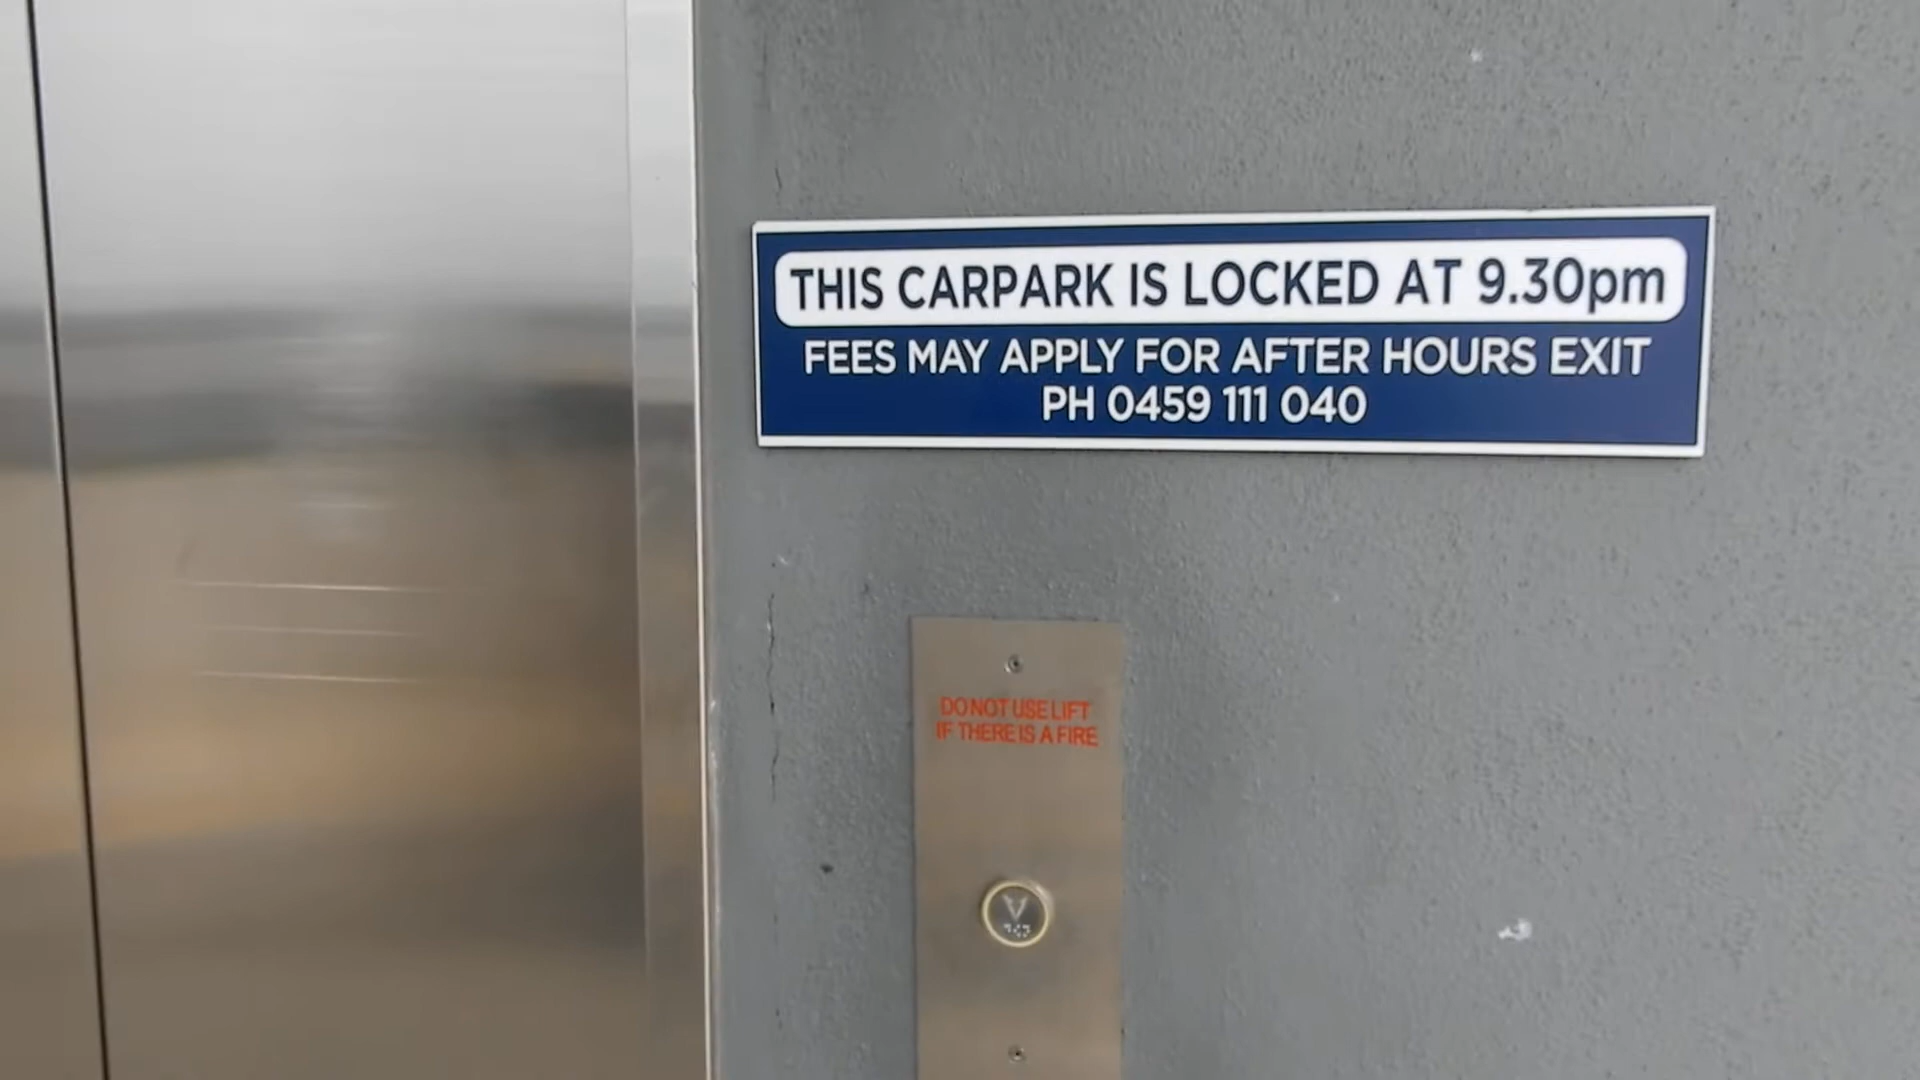 THIS CARPARK IS LOCKED AT 9.30pm
FEES MAY APPLY FOR AFTER HOURS EXIT
PH 0459 111 040
DO NOT USE LIFT
IF THERE IS A FIRE